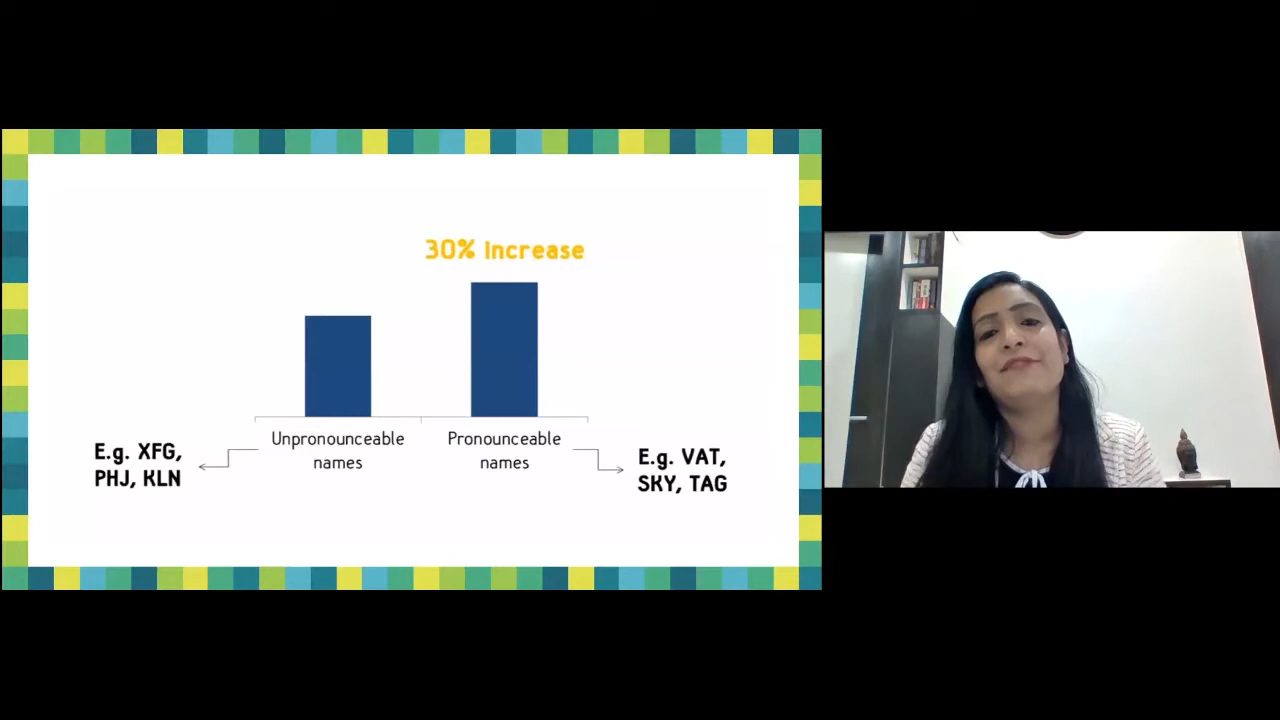 30% increase
Unpronounceable
names
Pronounceable
names
E.g. XFG,
PHJ, KLN
E.g. VAT,
SKY, TAG